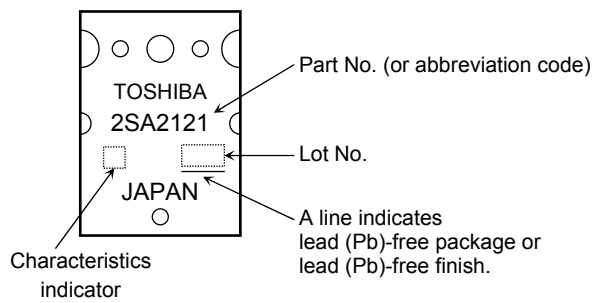 Part No. (or abbreviation code)
TOSHIBA
2SA2121
Lot No.
JAPAN
A line indicates
lead (Pb)-free package or
lead (Pb)-free finish.
Characteristics
indicator